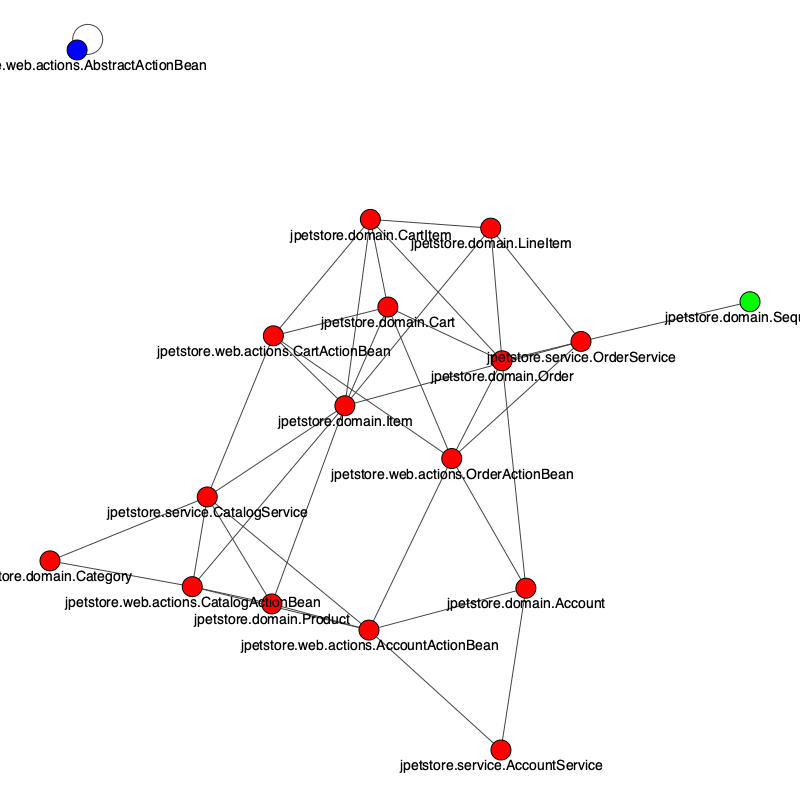 .web.actions.AbstractActionBean
jpetstore.domain.CartItem
jpetstore.domain.LineItem
jpetstore.domain.Sequ
jpetstore.domain.Cart
jpetstore.web.actions.CartActionBean
jpetstore.service.OrderService
jpetstore.domain.Order
jpetstore.domain.Item
jpetstore.web.actions.OrderActionBean
jpetstore.service.CatalogService
tore.domain.Category
jpetstore.web.actions.CatalogActionBean
jpetstore.domain.Account
jpetstore.domain.Product
jpetstore.web.actions.AccountActionBean
jpetstore.service.AccountService